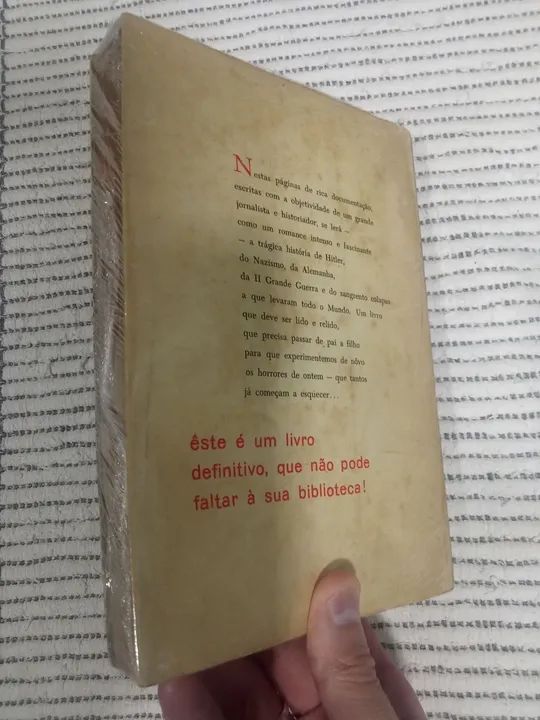 Nestas páginas de rica documentação,
escritas com a objetividade de um grande
jornalista e historiador, se lerá —
como um romance intenso e fascinante
— a trágica história de Hitler,
do Nazismo, da Alemanha,
da II Grande Guerra e do sangrento colapso
a que levaram todo o Mundo. Um livro
que deve ser lido e relido,
que precisa passar de pai a filho
para que experimentemos de nôvo
os horrores de ontem — que tantos
já começam a esquecer...
êste é um livro
definitivo, que não pode
faltar à sua biblioteca!